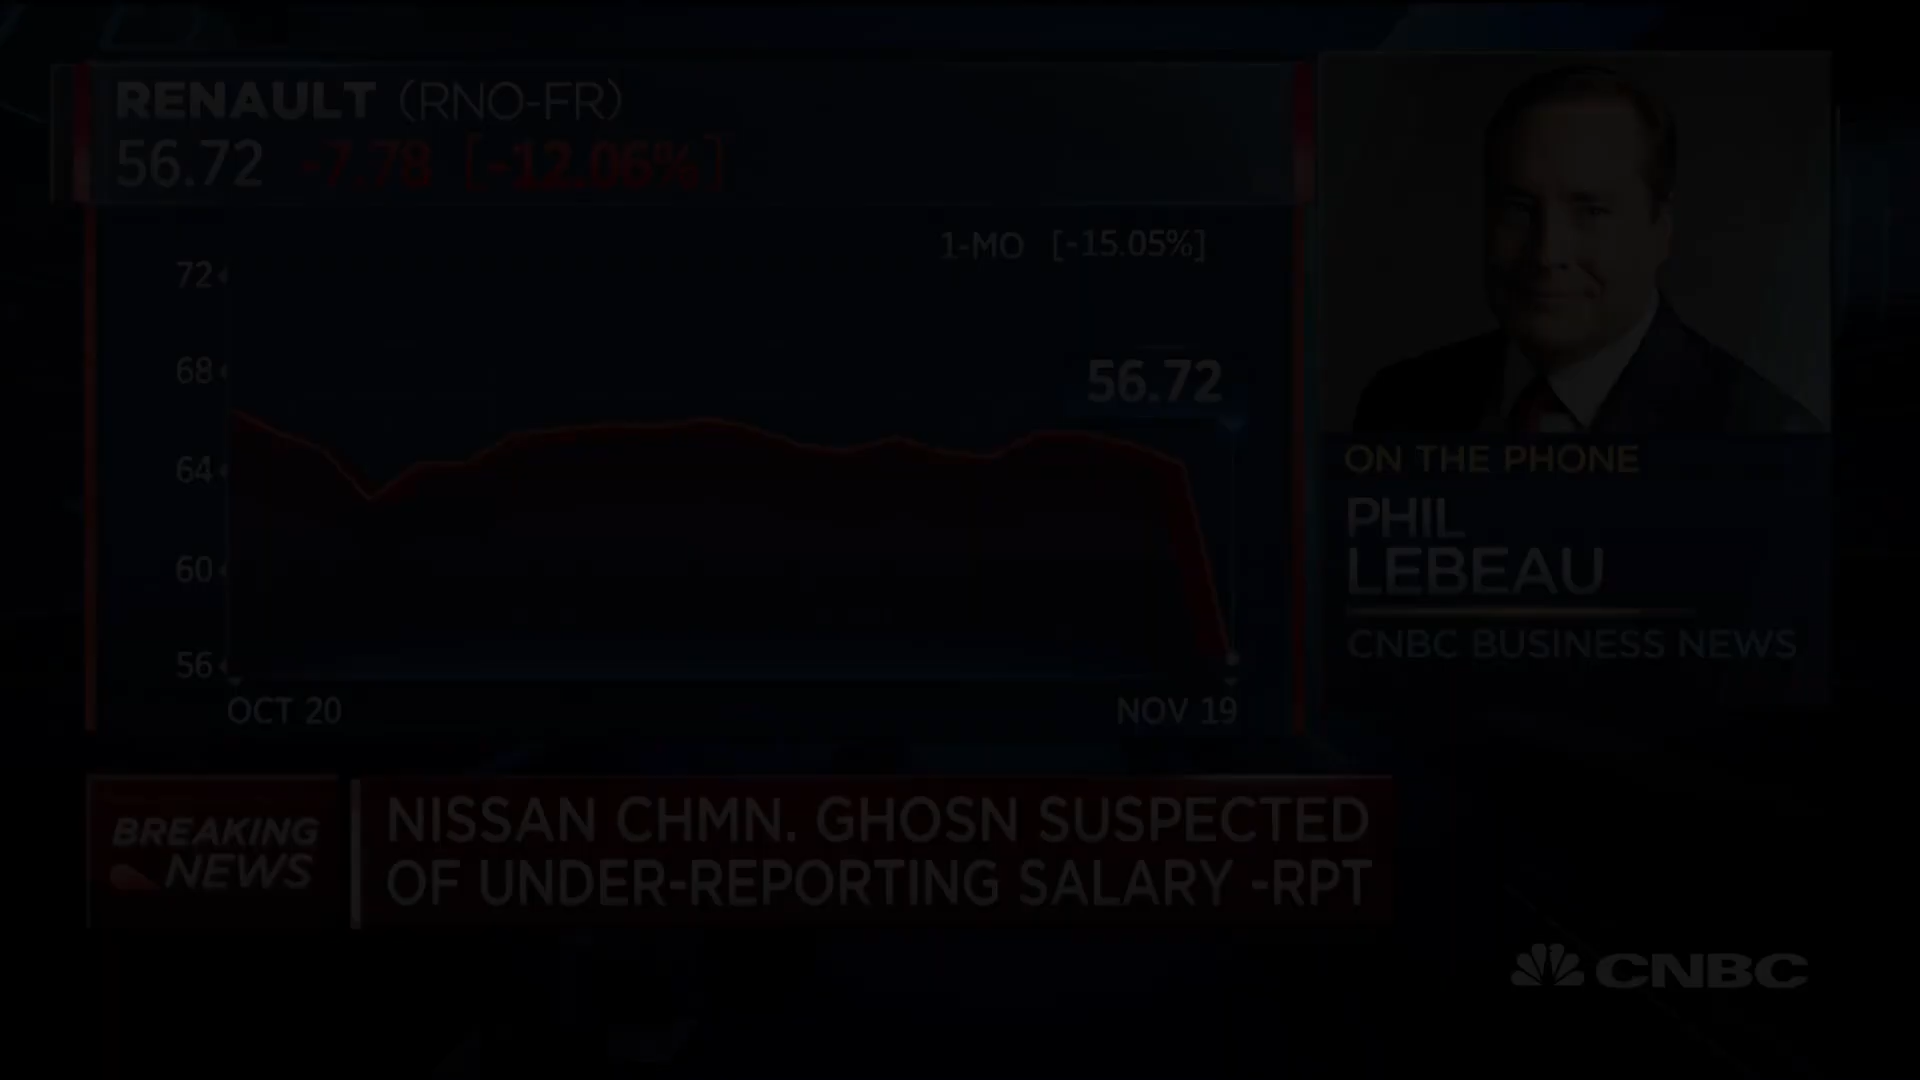 RENAULT (RNO-FR)
56.72 -7.78 [-12.06%]
1-MO [-15.05%]
72
68
64
60
56
56.72
OCT 20
NOV 19
ON THE PHONE
PHIL
LEBEAU
CNBC BUSINESS NEWS
BREAKING
NEWS
NISSAN CHMN. GHOSN SUSPECTED
OF UNDER-REPORTING SALARY -RPT
CNBC